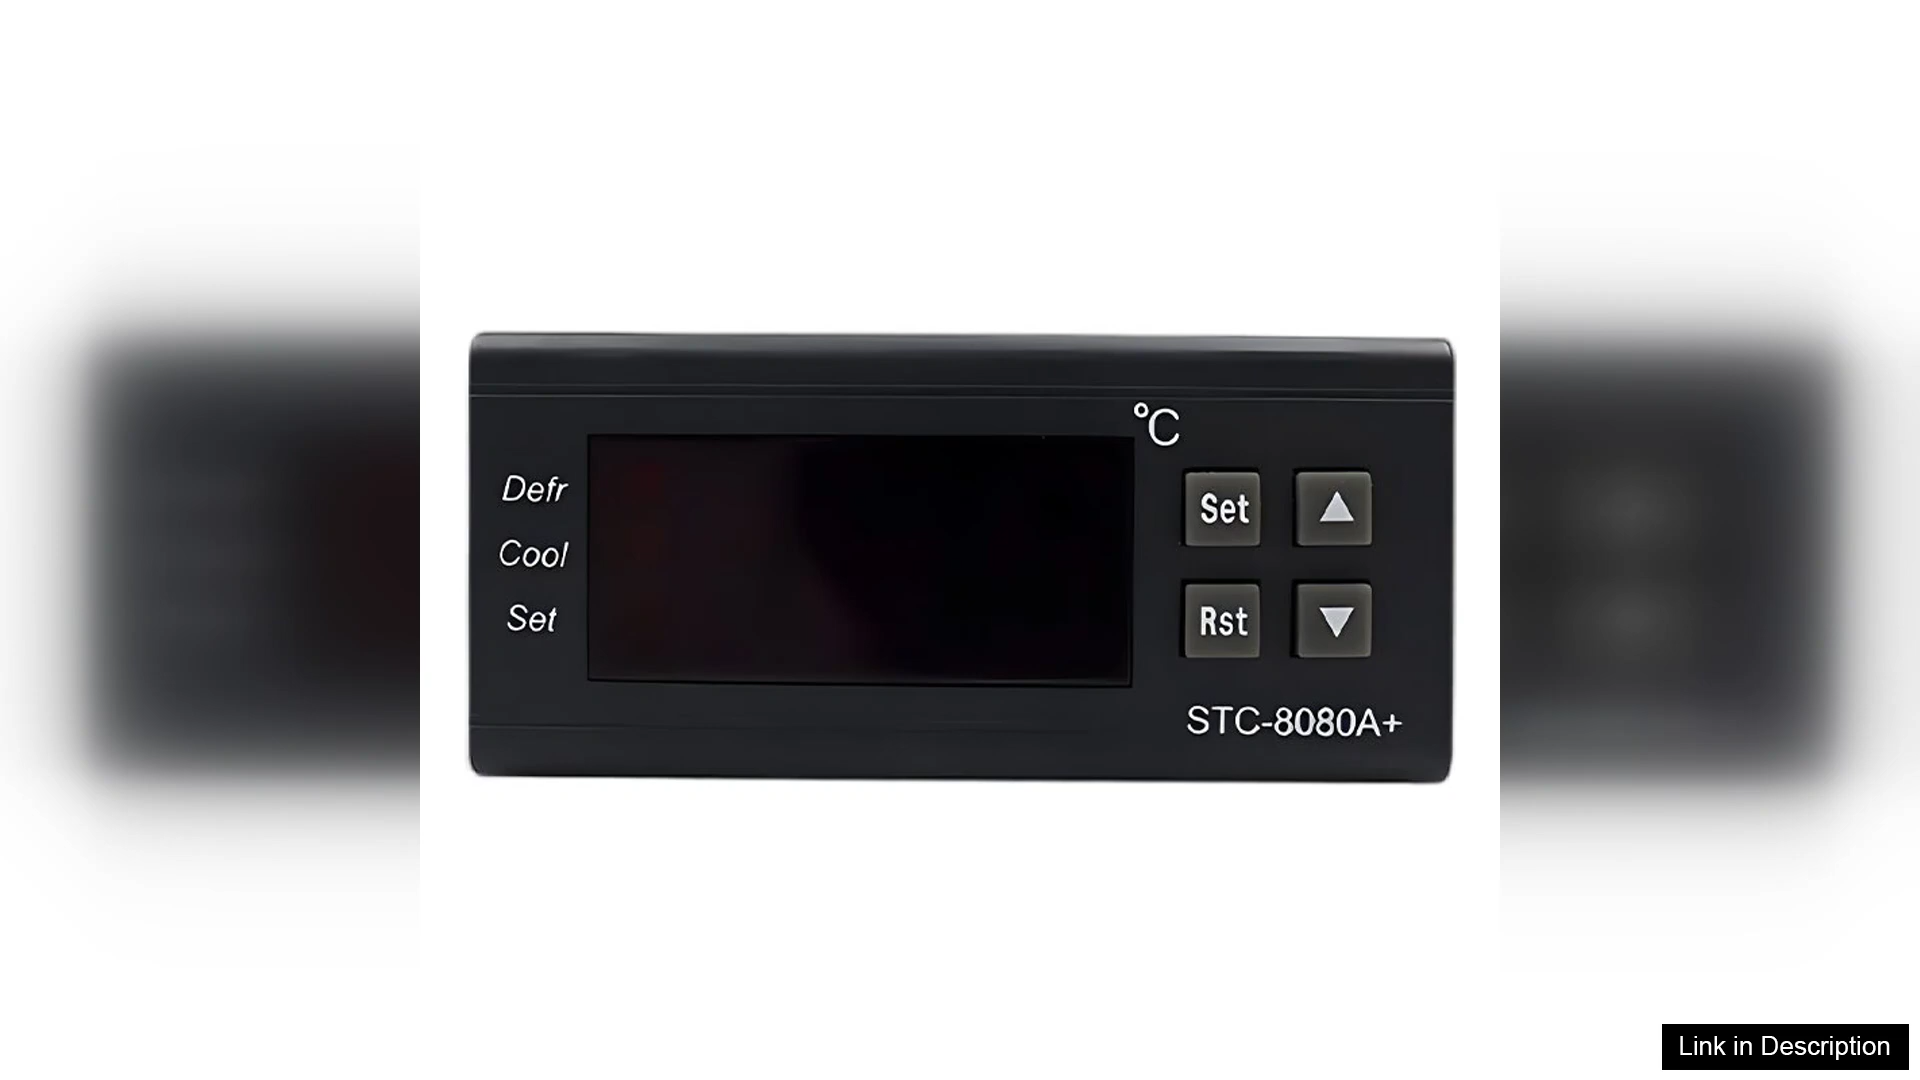 °C
Defr
Cool
Set
Set
Rst
STC-8080A+
Link in Description